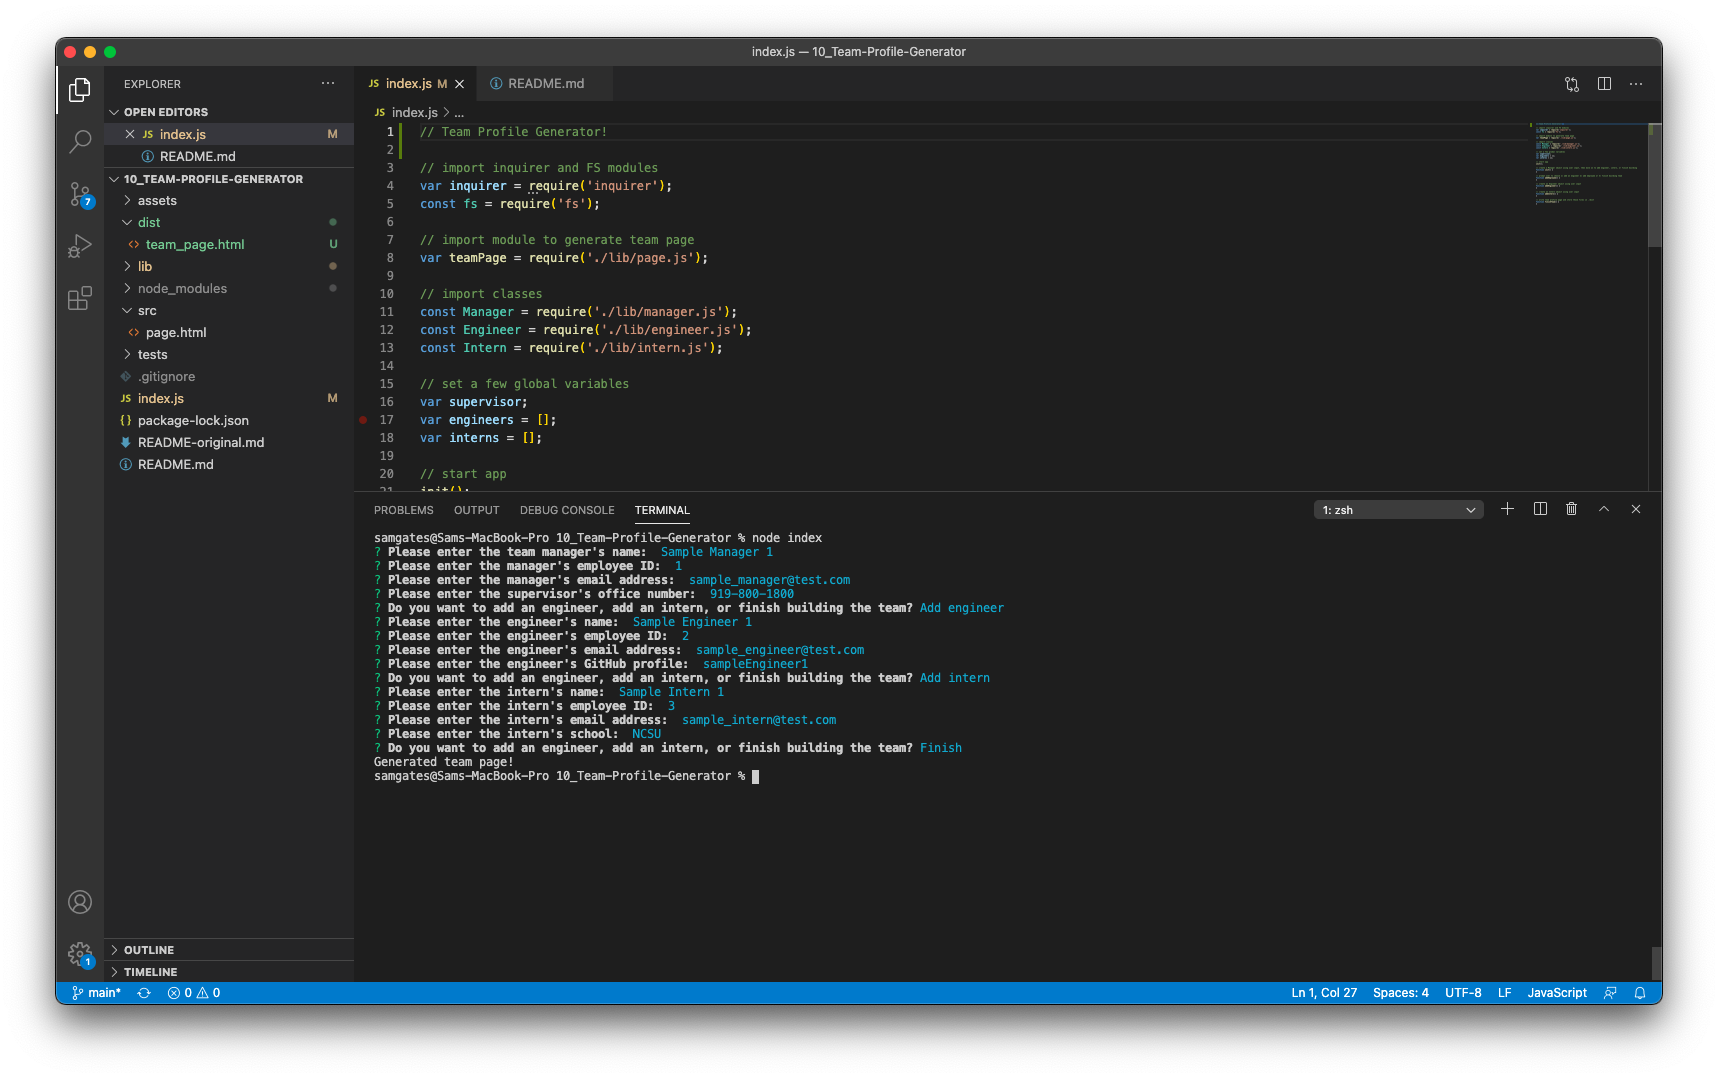 index.js — 10_Team-Profile-Generator
EXPLORER
OPEN EDITORS
JS index.js M
README.md
10_TEAM-PROFILE-GENERATOR
assets
dist
<> team_page.html U
lib
node_modules
src
<> page.html
tests
.gitignore
JS index.js M
{} package-lock.json
README-original.md
README.md
OUTLINE
TIMELINE
7
1
JS index.js M
README.md
JS index.js > ...
1 // Team Profile Generator!
2
3 // import inquirer and FS modules
4 var inquirer = require('inquirer');
5 const fs = require('fs');
6
7 // import module to generate team page
8 var teamPage = require('./lib/page.js');
9
10 // import classes
11 const Manager = require('./lib/manager.js');
12 const Engineer = require('./lib/engineer.js');
13 const Intern = require('./lib/intern.js');
14
15 // set a few global variables
16 var supervisor;
17 var engineers = [];
18 var interns = [];
19
20 // start app
21 init();
PROBLEMS OUTPUT DEBUG CONSOLE TERMINAL
1: zsh
samgates@Sams-MacBook-Pro 10_Team-Profile-Generator % node index
? Please enter the team manager's name: Sample Manager 1
? Please enter the manager's employee ID: 1
? Please enter the manager's email address: sample_manager@test.com
? Please enter the supervisor's office number: 919-800-1800
? Do you want to add an engineer, add an intern, or finish building the team? Add engineer
? Please enter the engineer's name: Sample Engineer 1
? Please enter the engineer's employee ID: 2
? Please enter the engineer's email address: sample_engineer@test.com
? Please enter the engineer's GitHub profile: sampleEngineer1
? Do you want to add an engineer, add an intern, or finish building the team? Add intern
? Please enter the intern's name: Sample Intern 1
? Please enter the intern's employee ID: 3
? Please enter the intern's email address: sample_intern@test.com
? Please enter the intern's school: NCSU
? Do you want to add an engineer, add an intern, or finish building the team? Finish
Generated team page!
samgates@Sams-MacBook-Pro 10_Team-Profile-Generator %
main* 0 0
Ln 1, Col 27 Spaces: 4 UTF-8 LF JavaScript